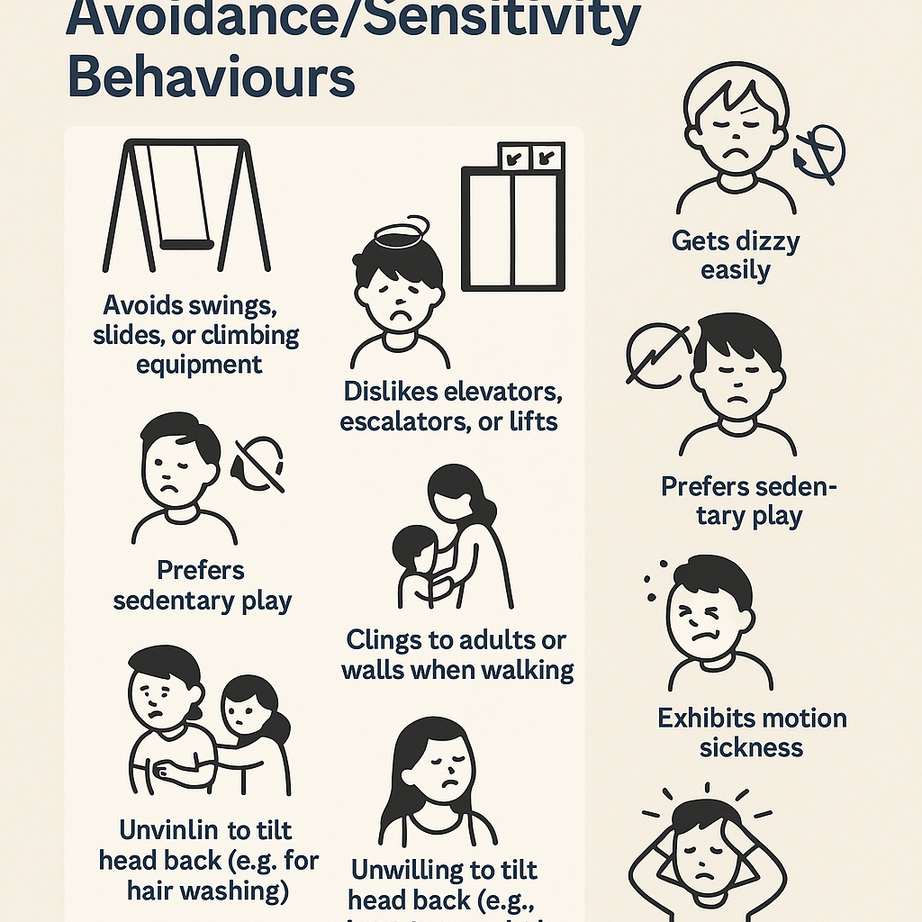 Avoidance/Sensitivity
Behaviours
Avoids swings,
slides, or climbing
equipment
Dislikes elevators,
escalators, or lifts
Prefers
sedentary play
Clings to adults or
walls when walking
Unvinlin to tilt
head back (e.g. for
hair washing)
Unwilling to tilt
head back (e.g.,
Gets dizzy
easily
Prefers seden-
tary play
Exhibits motion
sickness